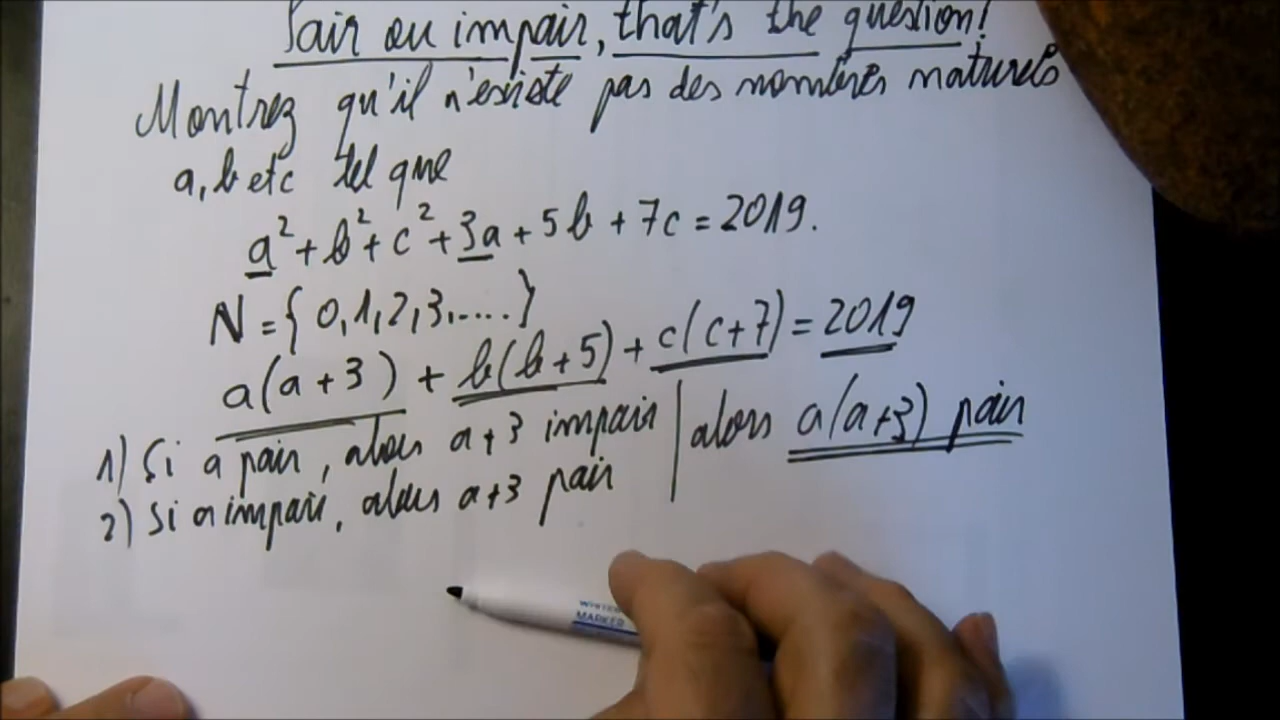 Pair ou impair, that's the question!
Montrez qu'il n'existe pas des nombres naturels
a, b et c tel que
a² + b² + c² + 3a + 5b + 7c = 2019.
N = {0, 1, 2, 3, .... }
a(a+3) + b(b+5) + c(c+7) = 2019
1) Si a pair, alors a+3 impair | alors a(a+3) pair
2) Si a impair, alors a+3 pair
MARKER